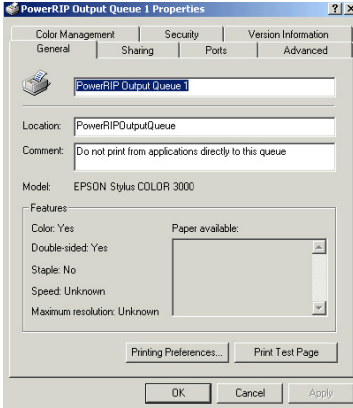 PowerRIP Output Queue 1 Properties
Color Management Security Version Information
General Sharing Ports Advanced
PowerRIP Output Queue 1
Location: PowerRIPOutputQueue
Comment: Do not print from applications directly to this queue
Model: EPSON Stylus COLOR 3000
Features
Color: Yes Paper available:
Double-sided: Yes
Staple: No
Speed: Unknown
Maximum resolution: Unknown
Printing Preferences... Print Test Page
OK Cancel Apply